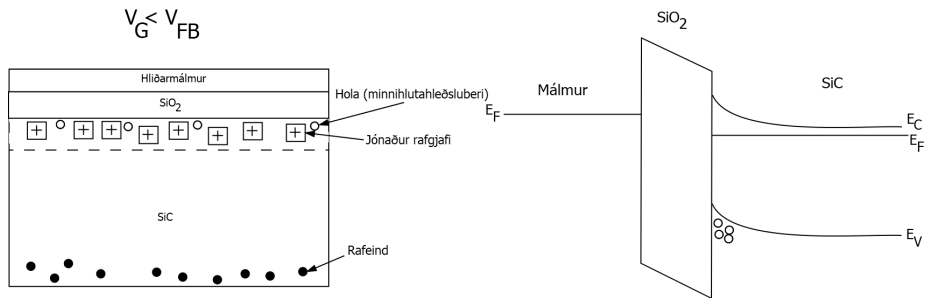 V_G < V_FB
Hliðarmálmur
SiO₂
Hola (minnihlutahleðsluberi)
Jónaður rafgjafi
SiC
Rafeind
SiO₂
Málmur
SiC
E_F
E_C
E_F
E_V